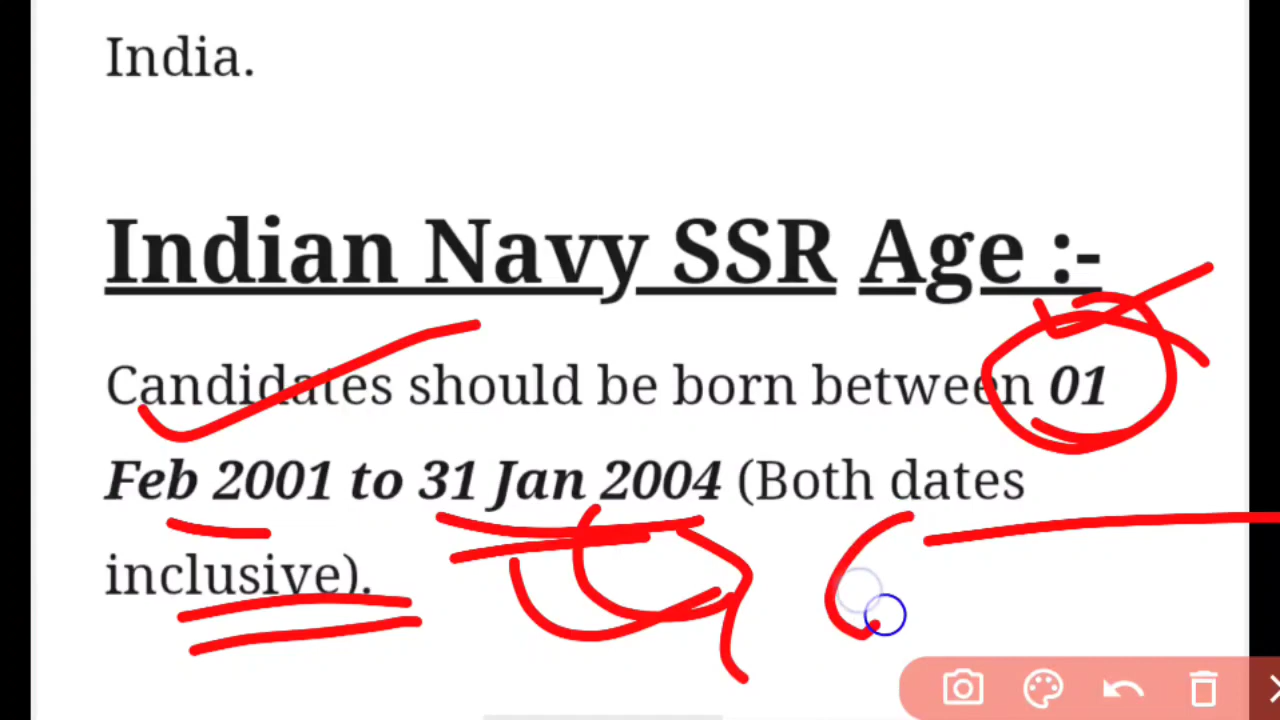 India.
Indian Navy SSR Age :-
Candidates should be born between 01
Feb 2001 to 31 Jan 2004 (Both dates
inclusive).